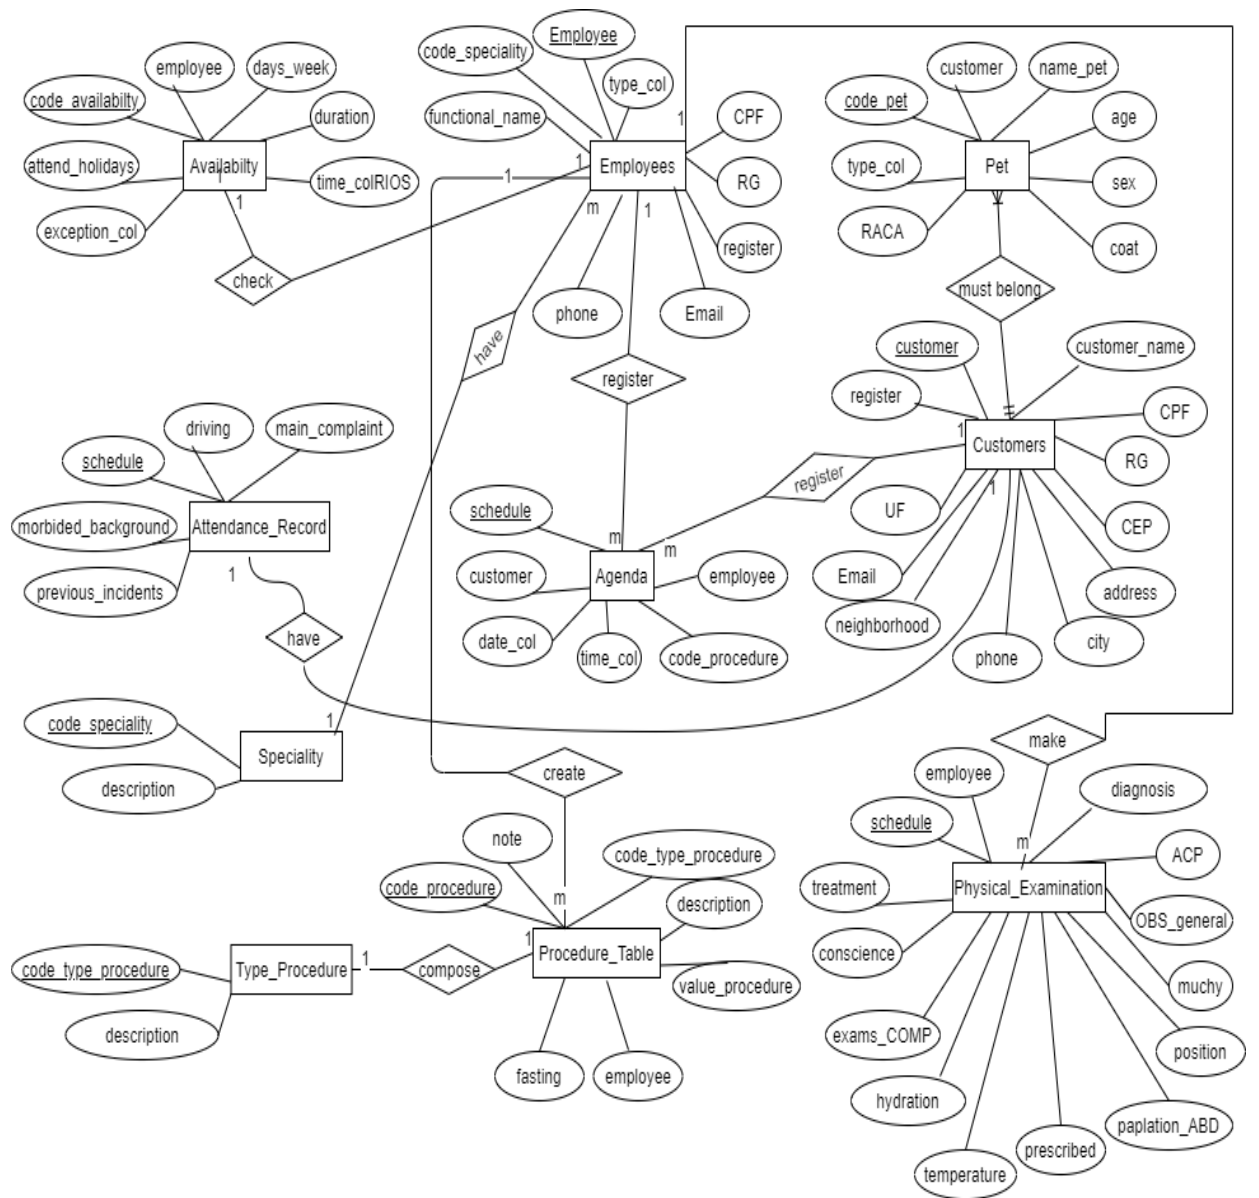 Employee
code_speciality
type_col
functional_name
CPF
RG
register
Employees
phone
Email
1
1
1
m
1
employee
days_week
code_availabilty
duration
attend_holidays
Availabilty
1
time_colRIOS
exception_col
1
check
customer
name_pet
code_pet
age
type_col
Pet
sex
RACA
coat
must belong
customer
customer_name
register
CPF
1
Customers
RG
UF
1
CEP
Email
address
neighborhood
city
phone
have
register
register
driving
main_complaint
schedule
morbided_background
Attendance_Record
previous_incidents
1
have
schedule
m
m
customer
Agenda
employee
date_col
time_col
code_procedure
code_speciality
1
Speciality
description
create
make
m
employee
diagnosis
schedule
ACP
treatment
Physical_Examination
OBS_general
conscience
muchy
exams_COMP
position
hydration
paplation_ABD
prescribed
temperature
note
code_type_procedure
code_procedure
m
description
1
Procedure_Table
value_procedure
fasting
employee
compose
1
Type_Procedure
code_type_procedure
description